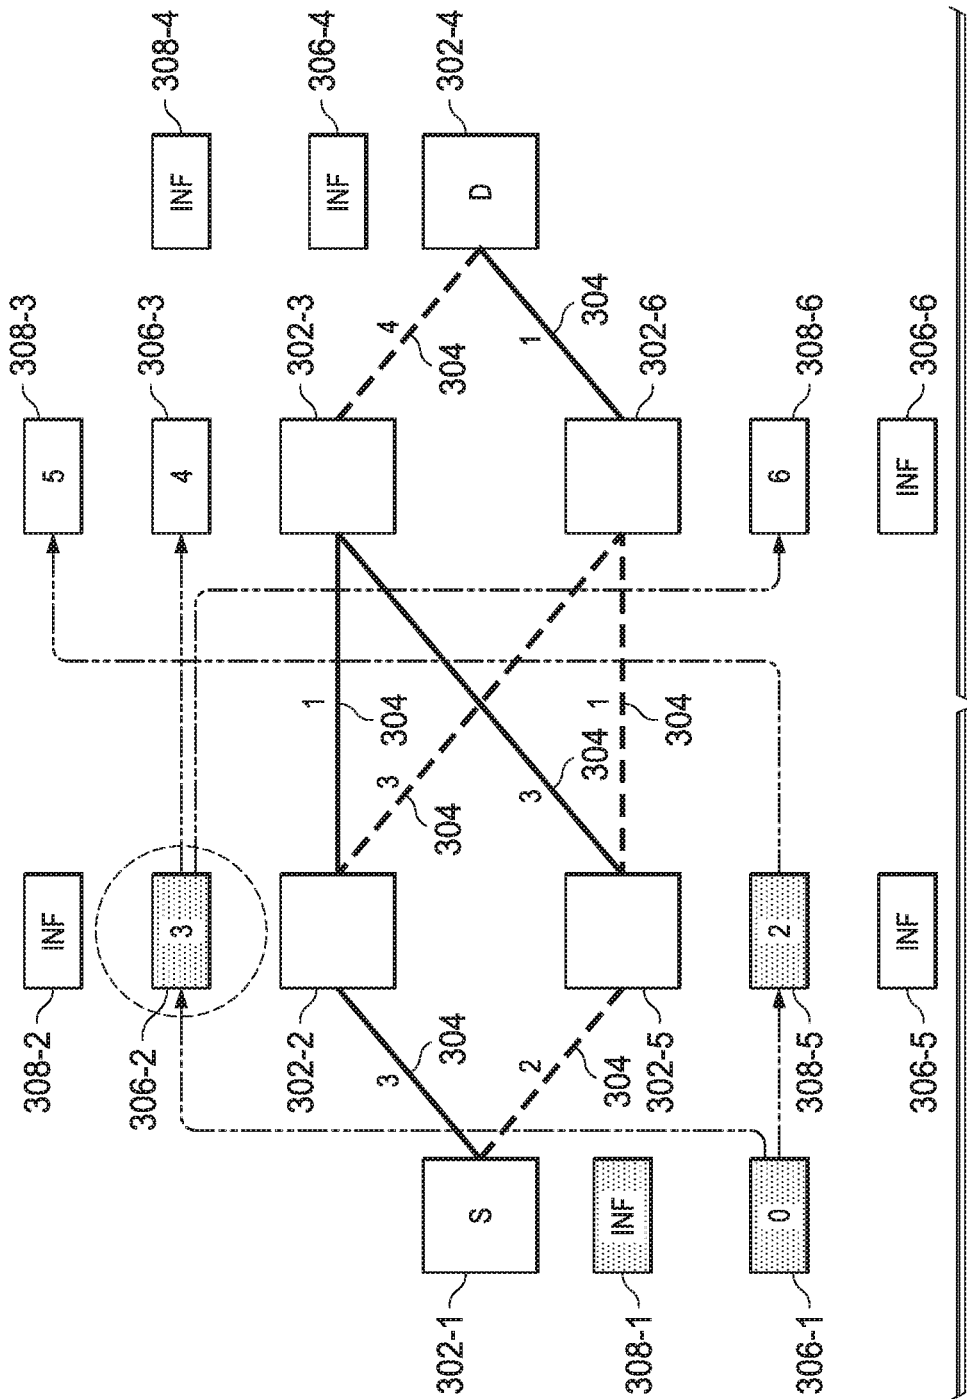 308-2 INF 5 308-3
306-2 3 4 306-3 INF 308-4
302-2 1 302-3 INF 306-4
3 3 304 4
304 304 304
302-1 S D 302-4
2 3 1
304 304 304
308-1 INF 1
302-5 304 302-6
306-1 0 308-5 2 6 308-6
306-5 INF INF 306-6